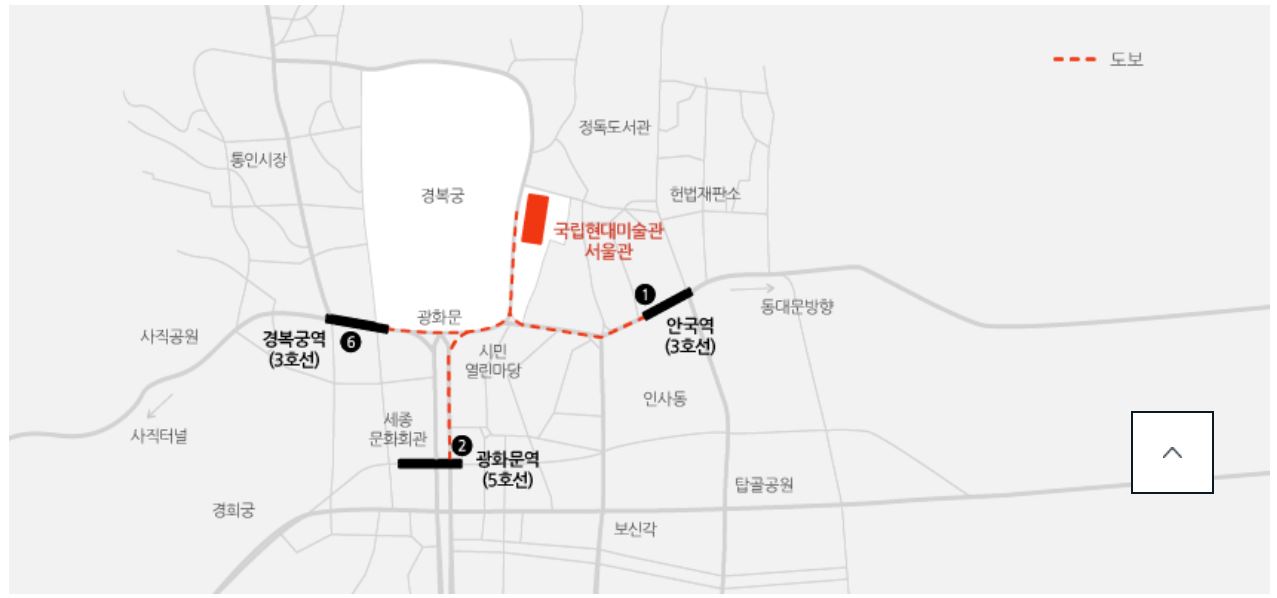 도보
정독도서관
통인시장
경복궁
헌법재판소
국립현대미술관
서울관
1
동대문방향
광화문
안국역
(3호선)
사직공원
경복궁역
(3호선)
6
시민
열린마당
인사동
세종
문화회관
사직터널
2
광화문역
(5호선)
탑골공원
경희궁
보신각